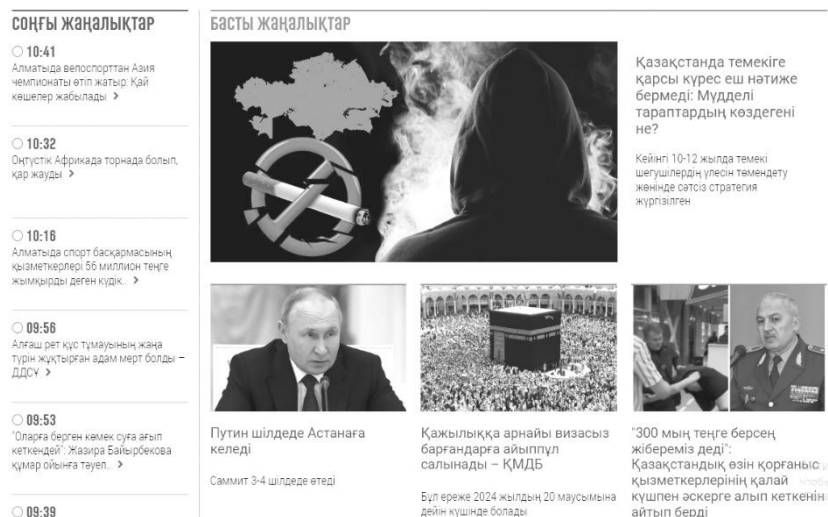 СОҢҒЫ ЖАҢАЛЫҚТАР
10:41
Алматыда велоспорттан Азия
чемпионаты өтіп жатыр: Қай
көшелер жабылады >
10:32
Оңтүстік Африкада торнада болып,
қар жауды >
10:16
Алматыда спорт басқармасының
қызметкерлері 56 миллион теңге
жымқырды деген күдік.. >
09:56
Алғаш рет құс тұмауының жаңа
түрін жұқтырған адам мерт болды –
ДДСҰ >
09:53
"Оларға берген көмек суға ағып
кеткендей": Жазира Байырбекова
құмар ойынға тәуел.. >
09:39
БАСТЫ ЖАҢАЛЫҚТАР
Қазақстанда темекіге
қарсы күрес еш нәтиже
бермеді: Мүдделі
тараптардың көздегені
не?
Кейінгі 10-12 жылда темекі
шегушілердің үлесін төмендету
жөнінде сәтсіз стратегия
жүргізілген
Путин шілдеде Астанаға
келеді
Саммит 3-4 шілдеде өтеді
Қажылыққа арнайы визасыз
барғандарға айыппұл
салынады – ҚМДБ
Бұл ереже 2024 жылдың 20 маусымына
дейін күшінде болады
"300 мың теңге берсең
жібереміз деді":
Қазақстандық өзін қорғаныс
қызметкерлерінің қалай
күшпен әскерге алып кеткенін
айтып берді